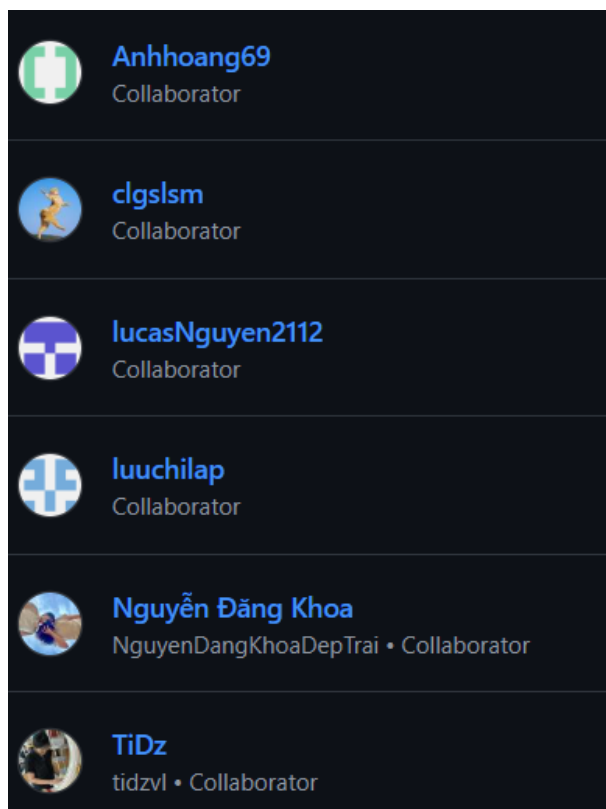 Anhhoang69
Collaborator
clgslsm
Collaborator
lucasNguyen2112
Collaborator
luuchilap
Collaborator
Nguyễn Đăng Khoa
NguyenDangKhoaDepTrai • Collaborator
TiDz
tidzvl • Collaborator